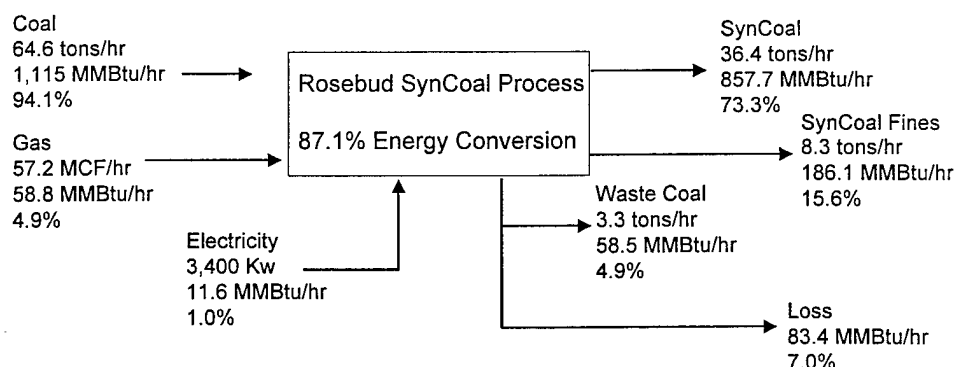 Coal
64.6 tons/hr
1,115 MMBtu/hr
94.1%
Gas
57.2 MCF/hr
58.8 MMBtu/hr
4.9%
Electricity
3,400 Kw
11.6 MMBtu/hr
1.0%
Rosebud SynCoal Process
87.1% Energy Conversion
SynCoal
36.4 tons/hr
857.7 MMBtu/hr
73.3%
SynCoal Fines
8.3 tons/hr
186.1 MMBtu/hr
15.6%
Waste Coal
3.3 tons/hr
58.5 MMBtu/hr
4.9%
Loss
83.4 MMBtu/hr
7.0%